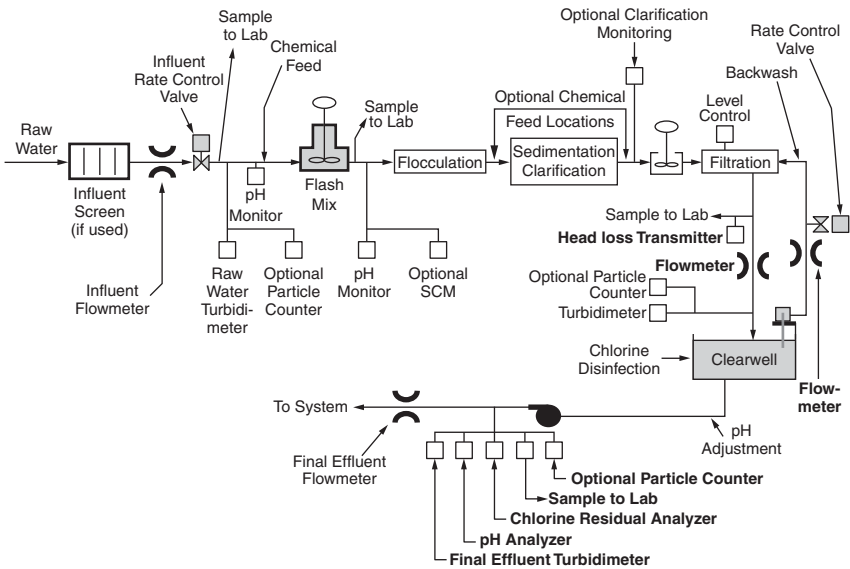 Sample
to Lab
Chemical
Feed
Influent
Rate Control
Valve
Raw
Water
Influent
Screen
(if used)
Influent
Flowmeter
pH
Monitor
Flash
Mix
Sample
to Lab
Raw
Water
Turbidi-
meter
Optional
Particle
Counter
pH
Monitor
Optional
SCM
Flocculation
Optional Chemical
Feed Locations
Sedimentation
Clarification
Optional Clarification
Monitoring
Level
Control
Filtration
Backwash
Rate Control
Valve
Sample to Lab
Head loss Transmitter
Flowmeter
Optional Particle
Counter
Turbidimeter
Chlorine
Disinfection
Clearwell
Flow-
meter
pH
Adjustment
To System
Final Effluent
Flowmeter
Optional Particle Counter
Sample to Lab
Chlorine Residual Analyzer
pH Analyzer
Final Effluent Turbidimeter